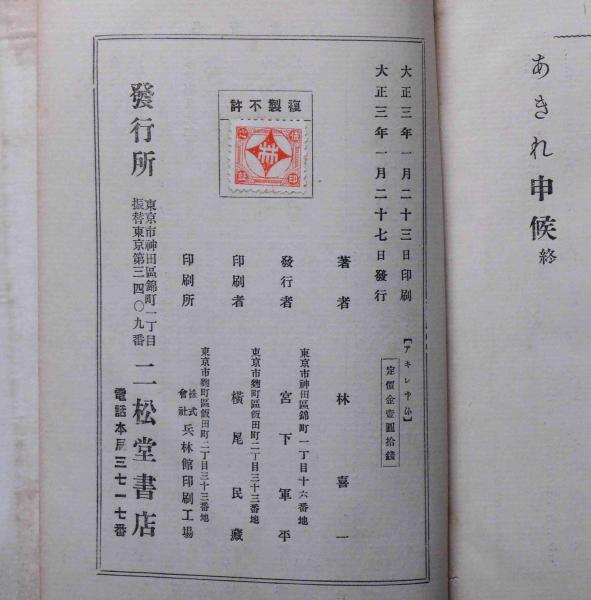 あきれ申候 終
大正三年一月二十三日印刷
大正三年一月二十七日發行
【アキレ申候】
定價金壹圓拾錢
著者 林喜一
東京市神田區錦町一丁目十六番地
發行者 宮下軍平
東京市麴町區飯田町二丁目三十三番地
印刷者 橫尾民藏
東京市麴町區飯田町二丁目三十三番地
印刷所 株式會社 兵林館印刷工場
許不製複
發行所 東京市神田區錦町一丁目
振替東京第三四〇九番
二松堂書店
電話本局三七一七番